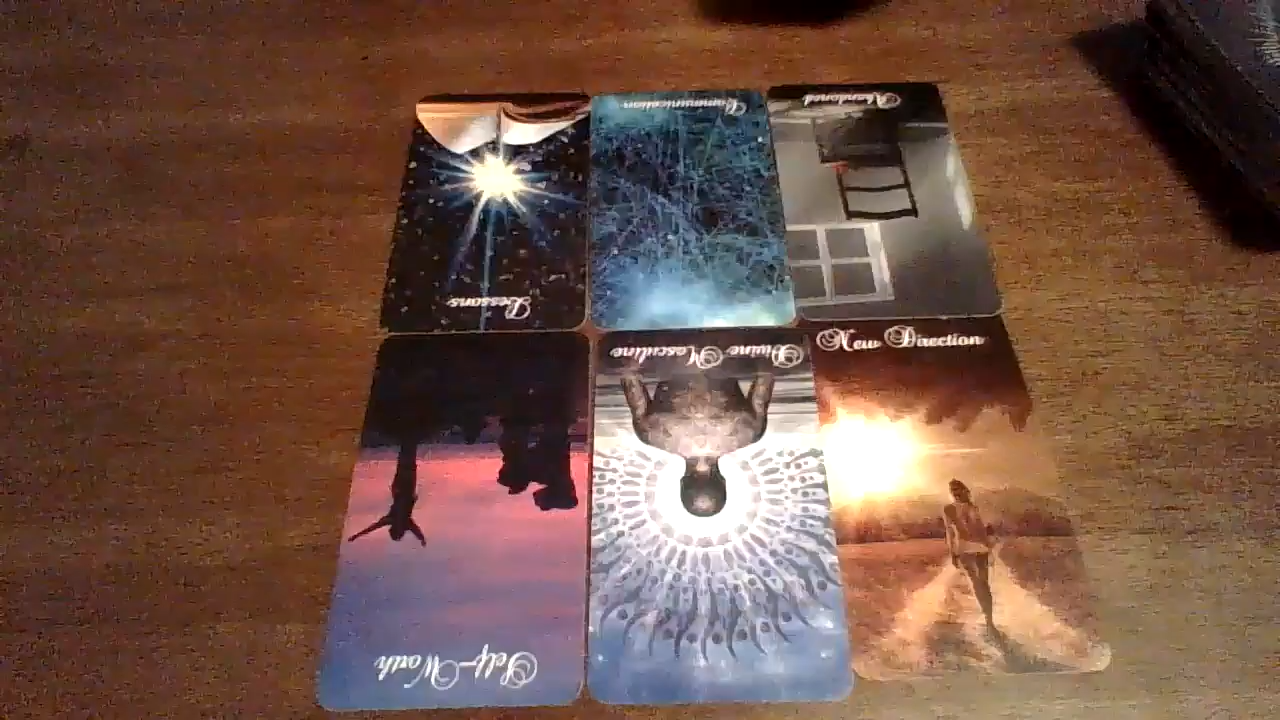 Lessons
Communication
Abandoned
Self-Worth
Divine Masculine
New Direction